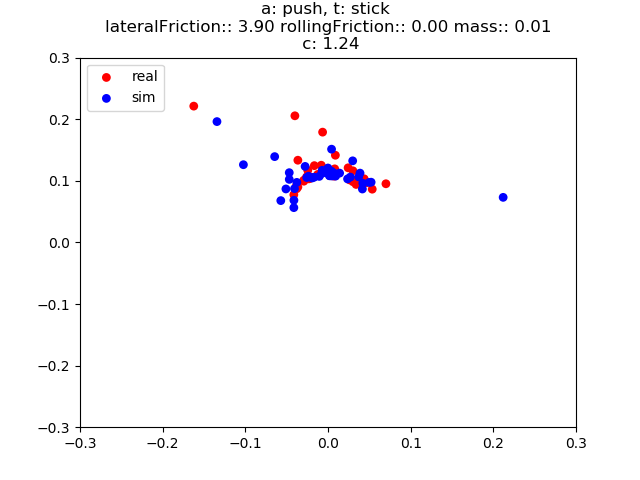 a: push, t: stick
lateralFriction:: 3.90 rollingFriction:: 0.00 mass:: 0.01
c: 1.24
real
sim
0.3
0.2
0.1
0.0
−0.1
−0.2
−0.3
−0.3 −0.2 −0.1 0.0 0.1 0.2 0.3